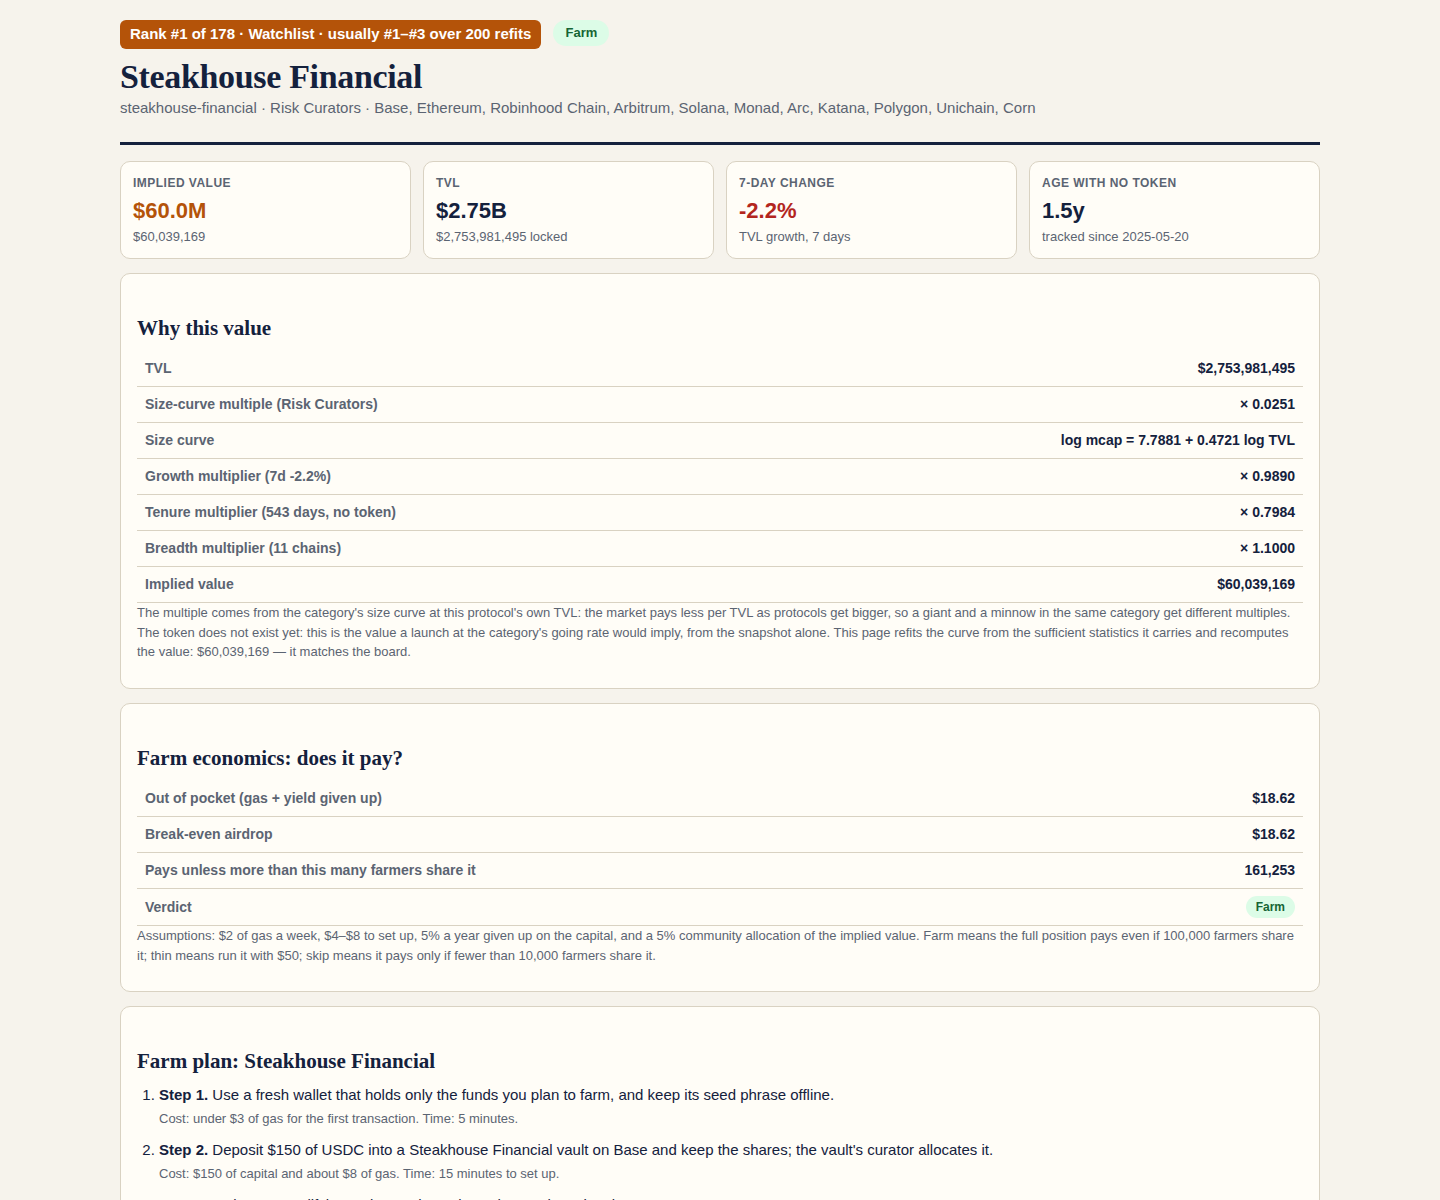 Rank #1 of 178 · Watchlist · usually #1–#3 over 200 refits
Farm
Steakhouse Financial
steakhouse-financial · Risk Curators · Base, Ethereum, Robinhood Chain, Arbitrum, Solana, Monad, Arc, Katana, Polygon, Unichain, Corn
IMPLIED VALUE
$60.0M
$60,039,169
TVL
$2.75B
$2,753,981,495 locked
7-DAY CHANGE
-2.2%
TVL growth, 7 days
AGE WITH NO TOKEN
1.5y
tracked since 2025-05-20
Why this value
TVL $2,753,981,495
Size-curve multiple (Risk Curators) × 0.0251
Size curve log mcap = 7.7881 + 0.4721 log TVL
Growth multiplier (7d -2.2%) × 0.9890
Tenure multiplier (543 days, no token) × 0.7984
Breadth multiplier (11 chains) × 1.1000
Implied value $60,039,169
The multiple comes from the category's size curve at this protocol's own TVL: the market pays less per TVL as protocols get bigger, so a giant and a minnow in the same category get different multiples.
The token does not exist yet: this is the value a launch at the category's going rate would imply, from the snapshot alone. This page refits the curve from the sufficient statistics it carries and recomputes
the value: $60,039,169 — it matches the board.
Farm economics: does it pay?
Out of pocket (gas + yield given up) $18.62
Break-even airdrop $18.62
Pays unless more than this many farmers share it 161,253
Verdict Farm
Assumptions: $2 of gas a week, $4–$8 to set up, 5% a year given up on the capital, and a 5% community allocation of the implied value. Farm means the full position pays even if 100,000 farmers share
it; thin means run it with $50; skip means it pays only if fewer than 10,000 farmers share it.
Farm plan: Steakhouse Financial
1. Step 1. Use a fresh wallet that holds only the funds you plan to farm, and keep its seed phrase offline.
Cost: under $3 of gas for the first transaction. Time: 5 minutes.
2. Step 2. Deposit $150 of USDC into a Steakhouse Financial vault on Base and keep the shares; the vault's curator allocates it.
Cost: $150 of capital and about $8 of gas. Time: 15 minutes to set up.